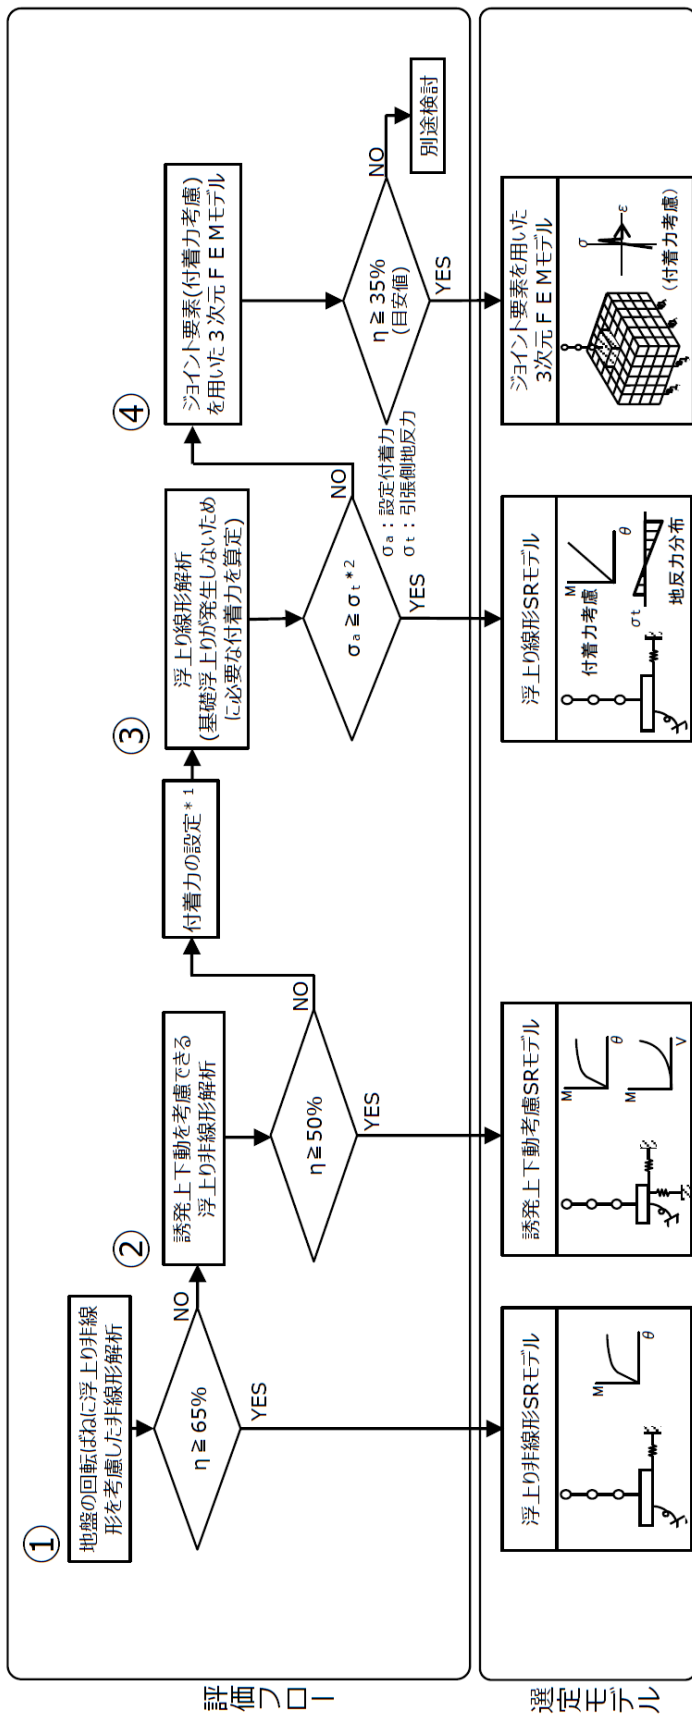 評価フロー
①
地盤の回転ばねに浮上り非線
形を考慮した非線形解析
η≧65%
NO
YES
②
誘発上下動を考慮できる
浮上り非線形解析
η≧50%
NO
YES
付着力の設定*1
③
浮上り線形解析
(基礎浮上りが発生しないため
に必要な付着力を算定)
σa≧σt*2
NO
YES
σa：設定付着力
σt：引張側地反力
④
ジョイント要素(付着力考慮)
を用いた3次元FEMモデル
η≧35%
(目安値)
NO
YES
別途検討
選定モデル
浮上り非線形SRモデル
M
θ
誘発上下動考慮SRモデル
M
θ
M
V
浮上り線形SRモデル
付着力考慮
M
θ
σt
地反力分布
ジョイント要素を用いた
3次元FEMモデル
σ
ε
(付着力考慮)